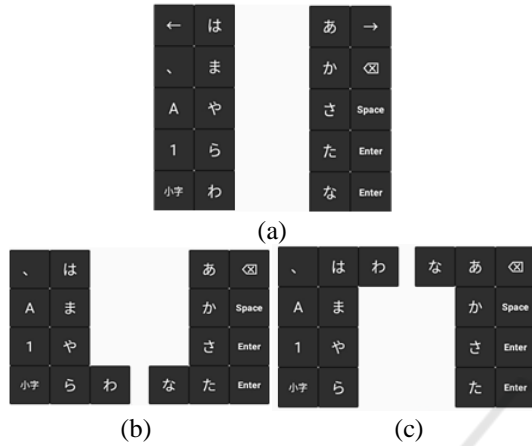 ← は あ →
、 ま か ⌫
A や さ Space
1 ら た Enter
小字 わ な Enter
(a)
、 は あ ⌫ 、 は わ な あ ⌫
A ま か Space A ま か Space
1 や さ Enter 1 や さ Enter
小字 ら わ な た Enter 小字 ら た Enter
(b) (c)